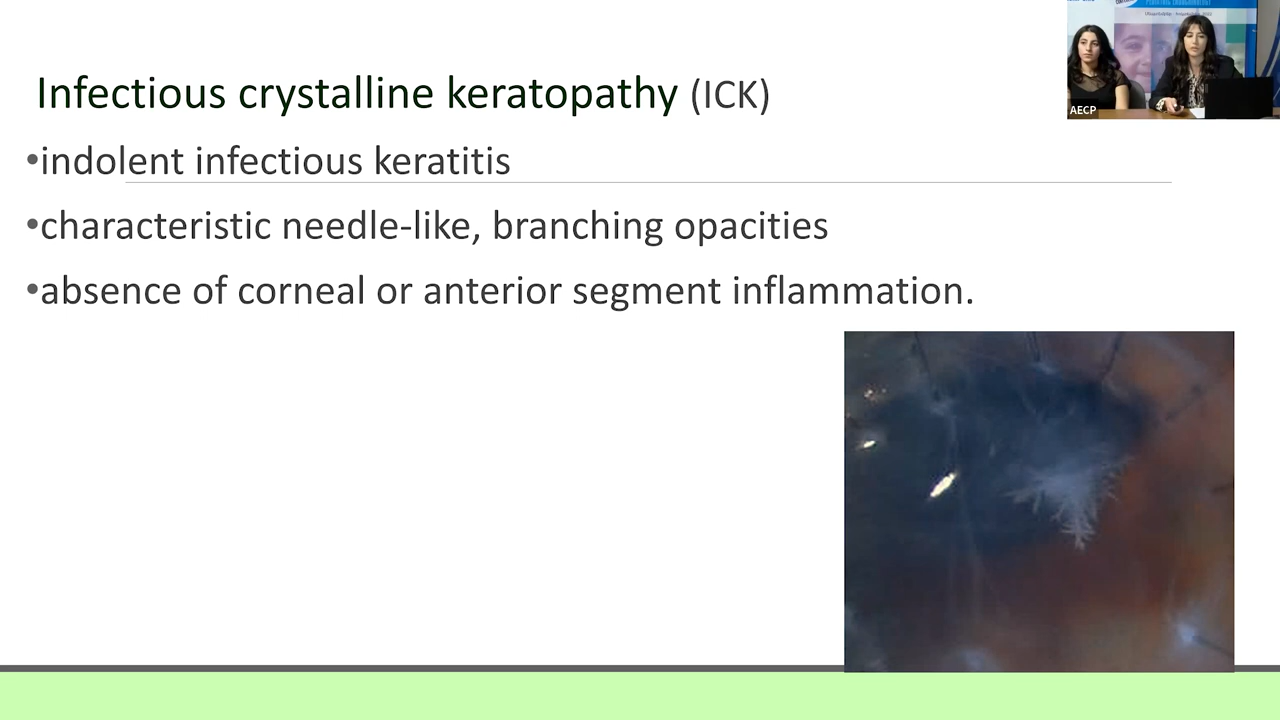 Infectious crystalline keratopathy (ICK)
•indolent infectious keratitis
•characteristic needle-like, branching opacities
•absence of corneal or anterior segment inflammation.
AECP